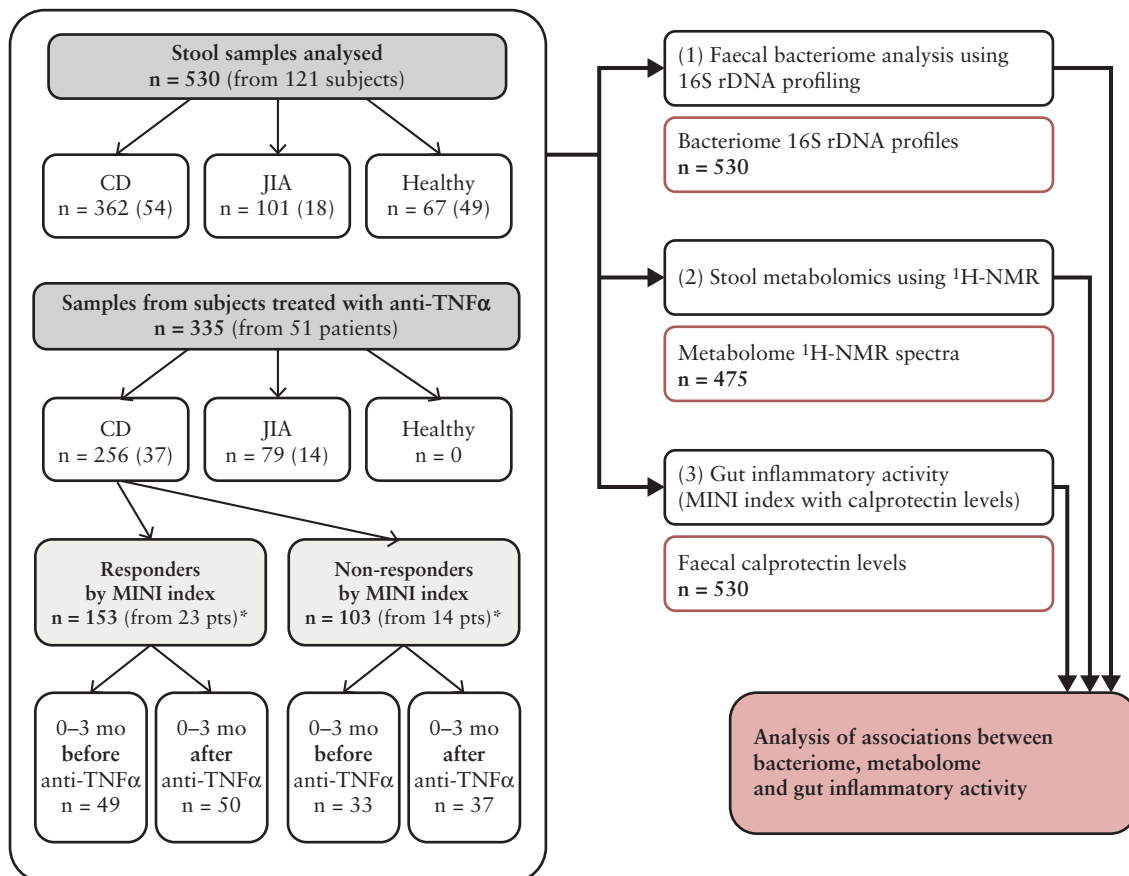 Stool samples analysed
n = 530 (from 121 subjects)
CD
n = 362 (54)
JIA
n = 101 (18)
Healthy
n = 67 (49)
Samples from subjects treated with anti-TNFα
n = 335 (from 51 patients)
CD
n = 256 (37)
JIA
n = 79 (14)
Healthy
n = 0
Responders
by MINI index
n = 153 (from 23 pts)*
Non-responders
by MINI index
n = 103 (from 14 pts)*
0–3 mo
before
anti-TNFα
n = 49
0–3 mo
after
anti-TNFα
n = 50
0–3 mo
before
anti-TNFα
n = 33
0–3 mo
after
anti-TNFα
n = 37
(1) Faecal bacteriome analysis using
16S rDNA profiling
Bacteriome 16S rDNA profiles
n = 530
(2) Stool metabolomics using ¹H-NMR
Metabolome ¹H-NMR spectra
n = 475
(3) Gut inflammatory activity
(MINI index with calprotectin levels)
Faecal calprotectin levels
n = 530
Analysis of associations between
bacteriome, metabolome
and gut inflammatory activity